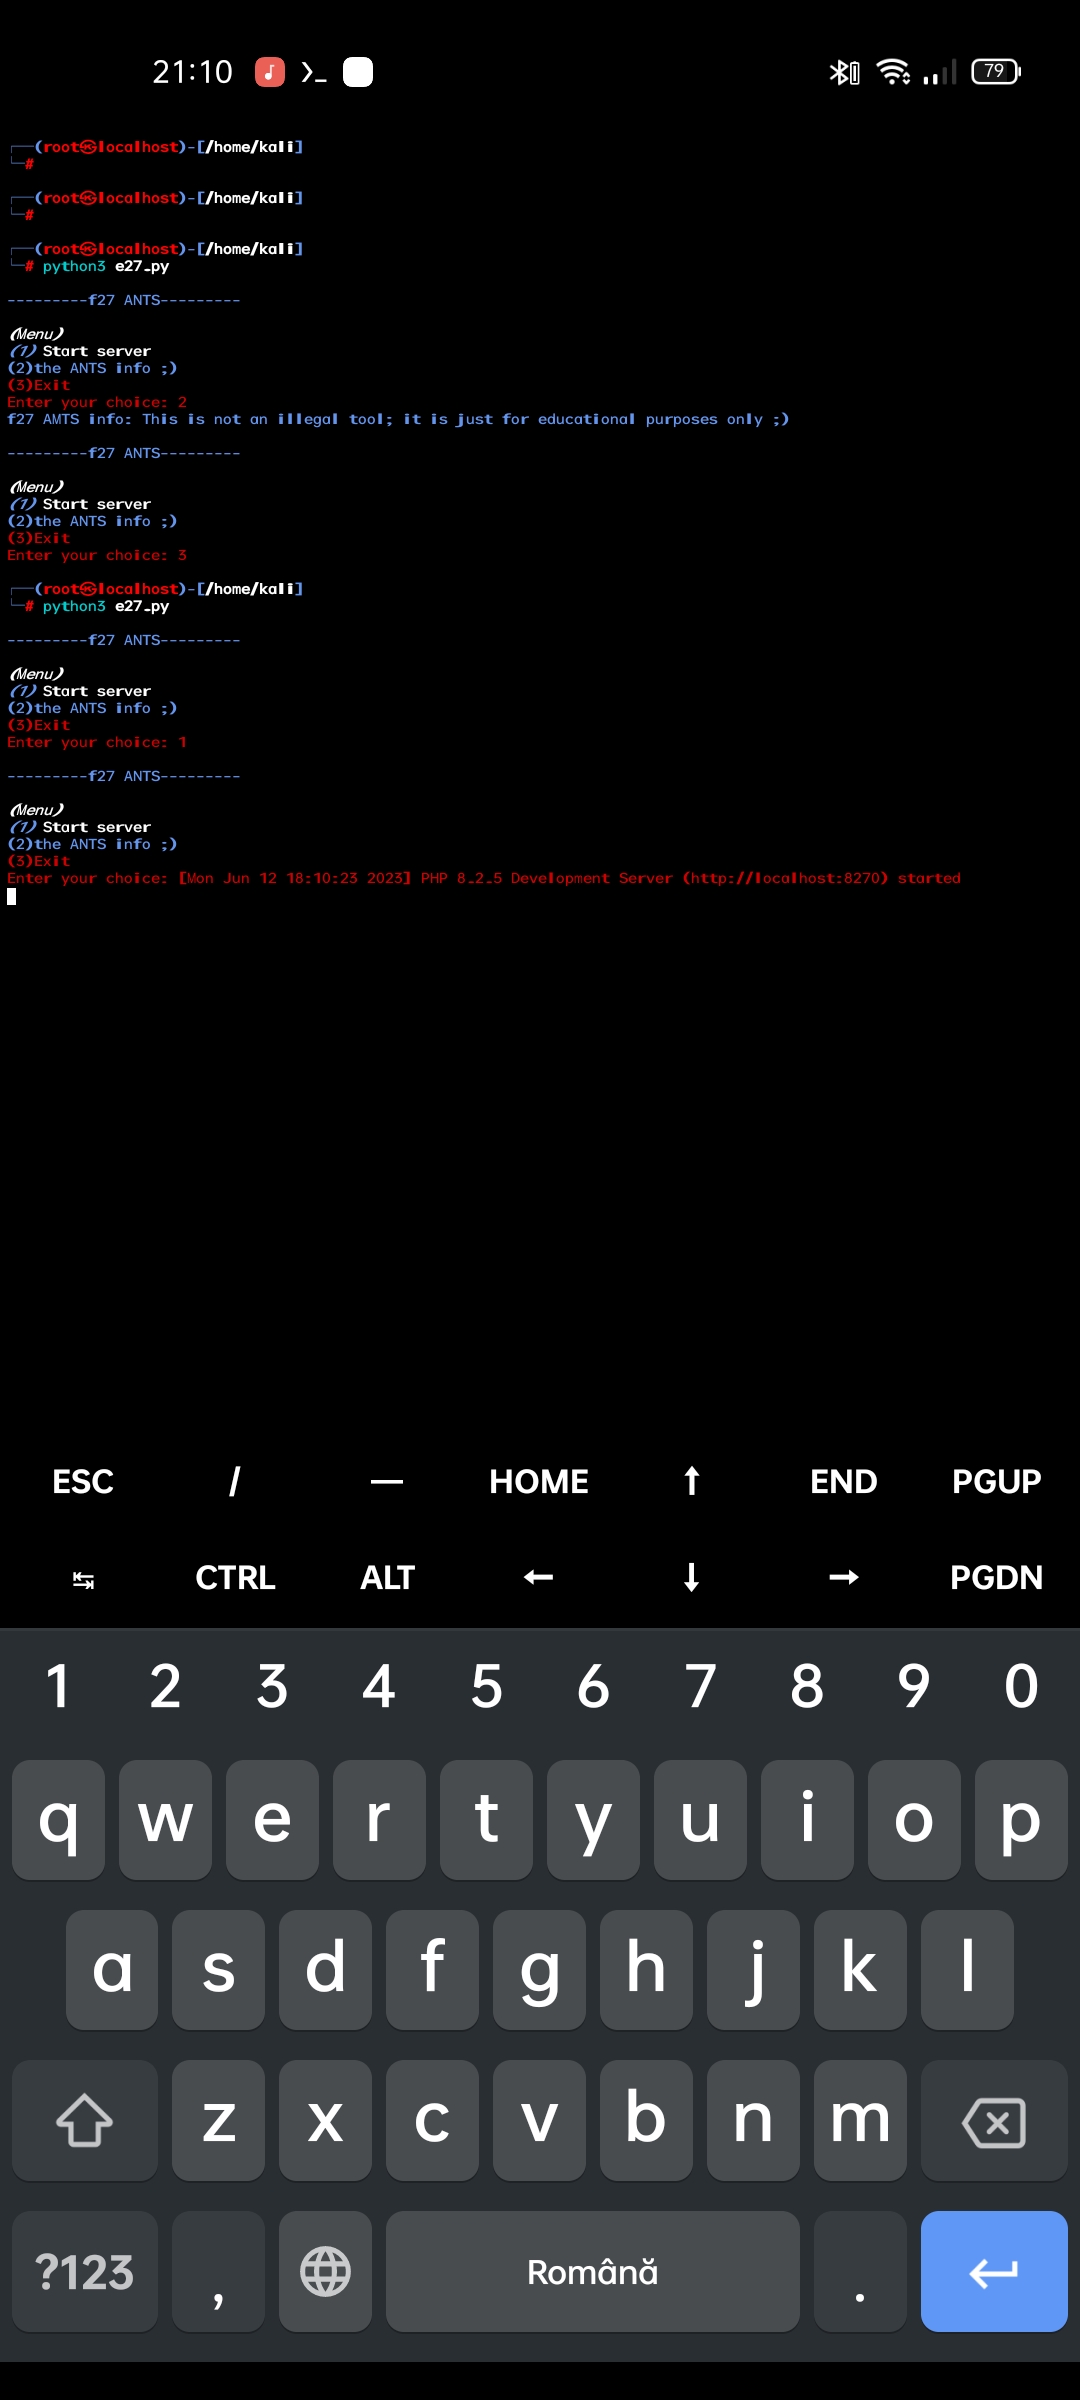 21:10
79
┌──(root㉿localhost)-[/home/kali]
└─#
┌──(root㉿localhost)-[/home/kali]
└─#
┌──(root㉿localhost)-[/home/kali]
└─# python3 e27.py
---------f27 ANTS---------
(Menu)
(1) Start server
(2)the ANTS info ;)
(3)Exit
Enter your choice: 2
f27 AMTS info: This is not an illegal tool; it is just for educational purposes only ;)
---------f27 ANTS---------
(Menu)
(1) Start server
(2)the ANTS info ;)
(3)Exit
Enter your choice: 3
┌──(root㉿localhost)-[/home/kali]
└─# python3 e27.py
---------f27 ANTS---------
(Menu)
(1) Start server
(2)the ANTS info ;)
(3)Exit
Enter your choice: 1
---------f27 ANTS---------
(Menu)
(1) Start server
(2)the ANTS info ;)
(3)Exit
Enter your choice: [Mon Jun 12 18:10:23 2023] PHP 8.2.5 Development Server (http://localhost:8270) started
ESC / — HOME ↑ END PGUP
↹ CTRL ALT ← ↓ → PGDN
1 2 3 4 5 6 7 8 9 0
q w e r t y u i o p
a s d f g h j k l
z x c v b n m
?123 , Română .